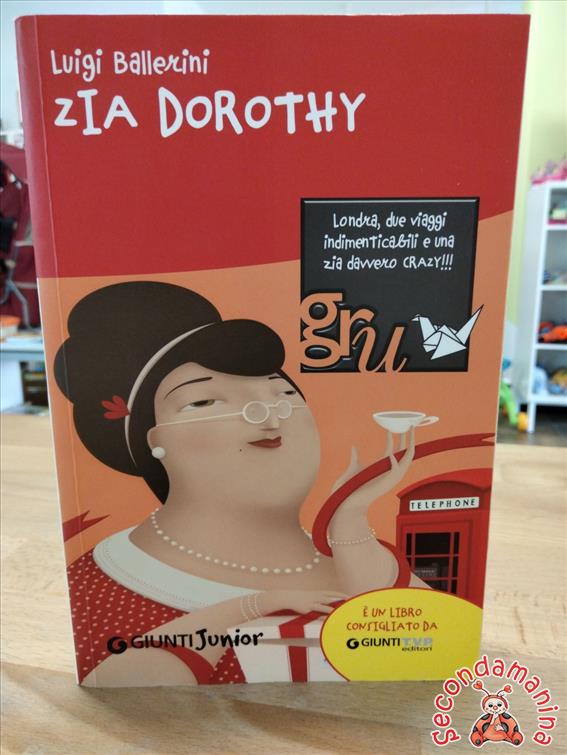 Luigi Ballerini
ZIA DOROTHY
Londra, due viaggi
indimenticabili e una
zia davvero CRAZY!!!
gru
TELEPHONE
È UN LIBRO
CONSIGLIATO DA
GIUNTI T.V.P.
editori
GIUNTI Junior
secondamanina